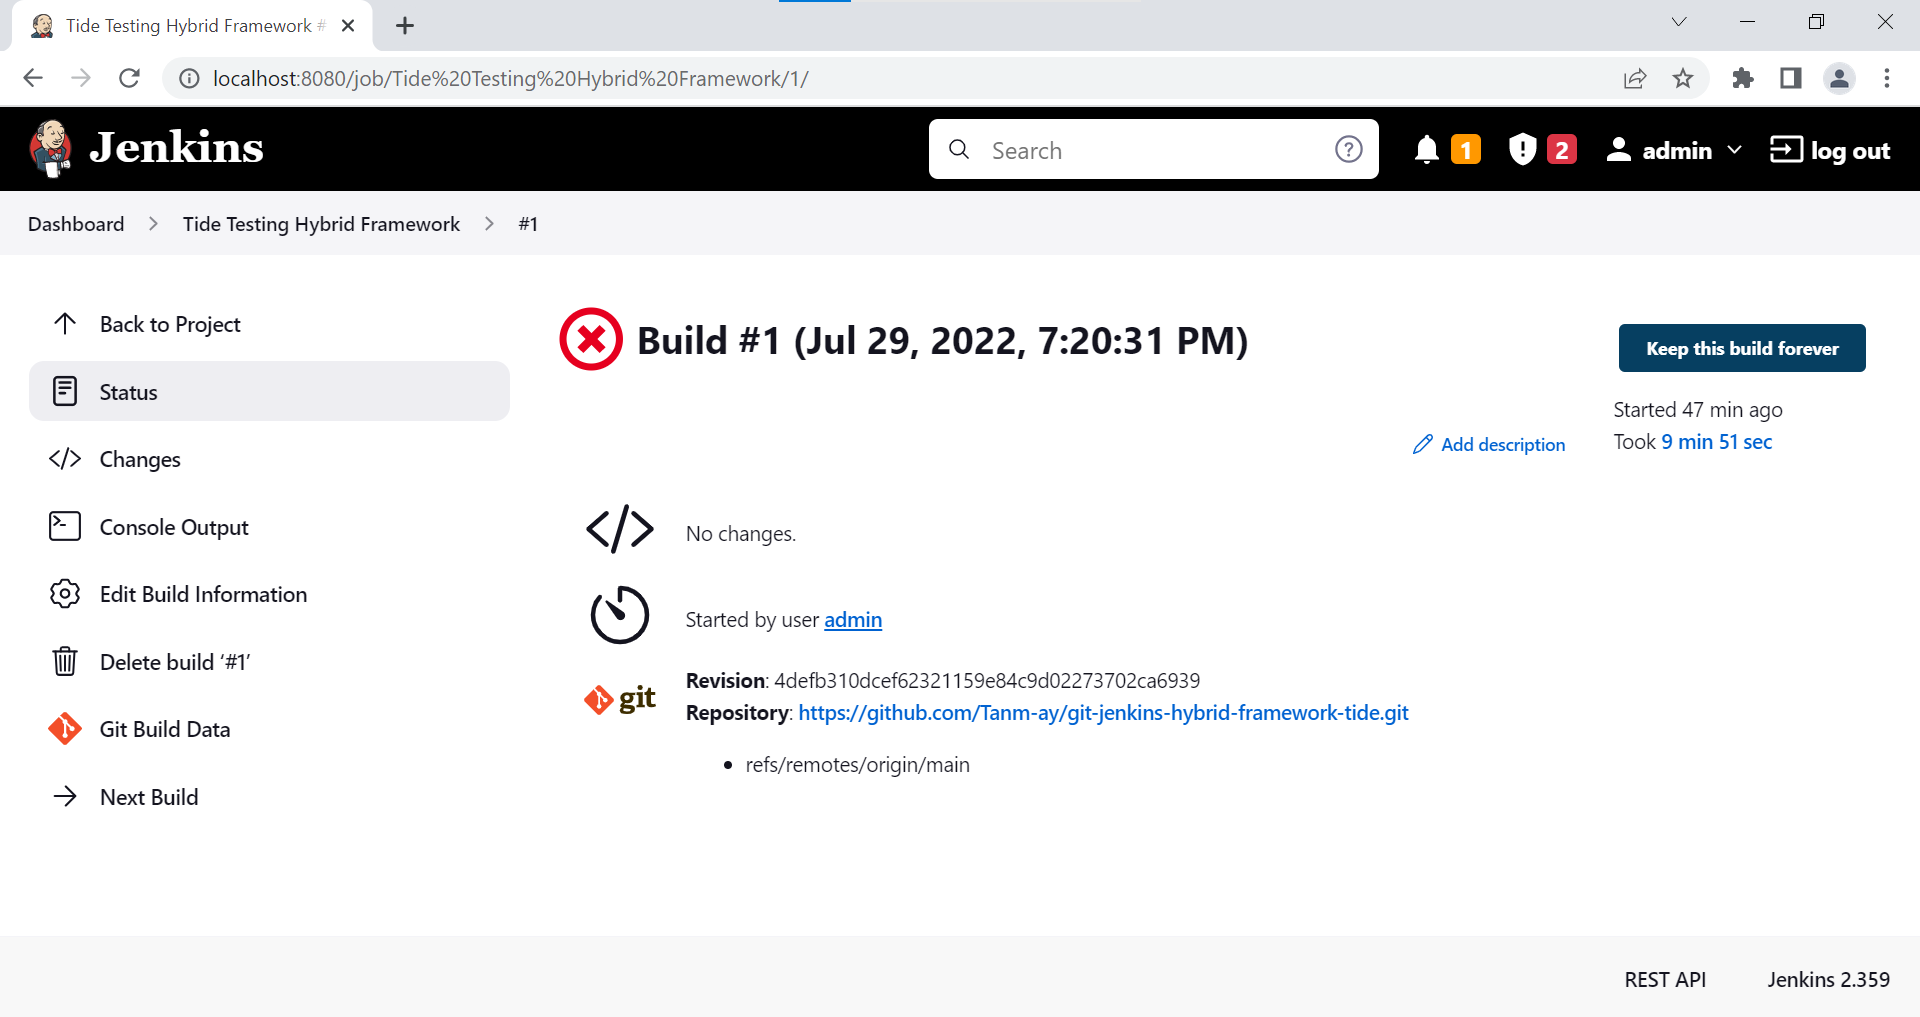 Tide Testing Hybrid Framework #
localhost:8080/job/Tide%20Testing%20Hybrid%20Framework/1/
Jenkins
Search
1
2
admin
log out
Dashboard
Tide Testing Hybrid Framework
#1
Back to Project
Status
Changes
Console Output
Edit Build Information
Delete build ‘#1’
Git Build Data
Next Build
Build #1 (Jul 29, 2022, 7:20:31 PM)
Keep this build forever
Started 47 min ago
Took 9 min 51 sec
Add description
No changes.
Started by user admin
git
Revision: 4defb310dcef62321159e84c9d02273702ca6939
Repository: https://github.com/Tanm-ay/git-jenkins-hybrid-framework-tide.git
• refs/remotes/origin/main
REST API
Jenkins 2.359